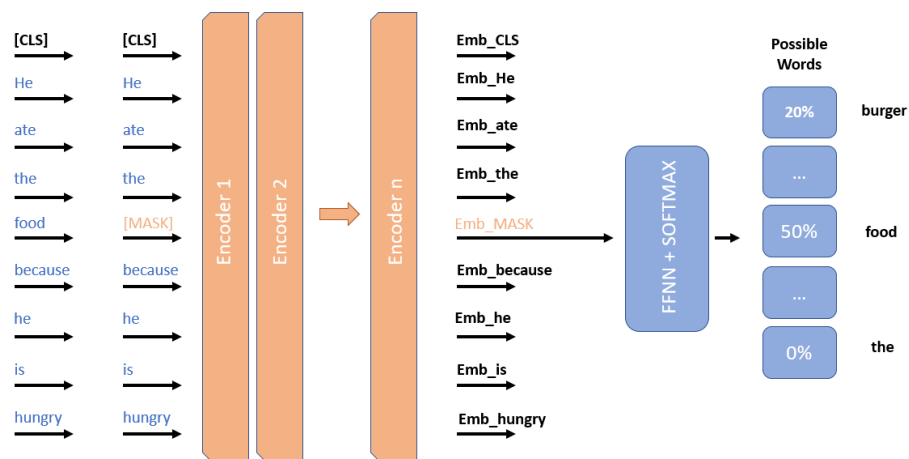 [CLS] [CLS] Emb_CLS
Possible
Words
He He Emb_He
20% burger
ate ate Emb_ate
the the Emb_the
...
food [MASK] Emb_MASK
50% food
because because Emb_because
...
he he Emb_he
0% the
is is Emb_is
hungry hungry Emb_hungry
Encoder 1
Encoder 2
Encoder n
FFNN + SOFTMAX